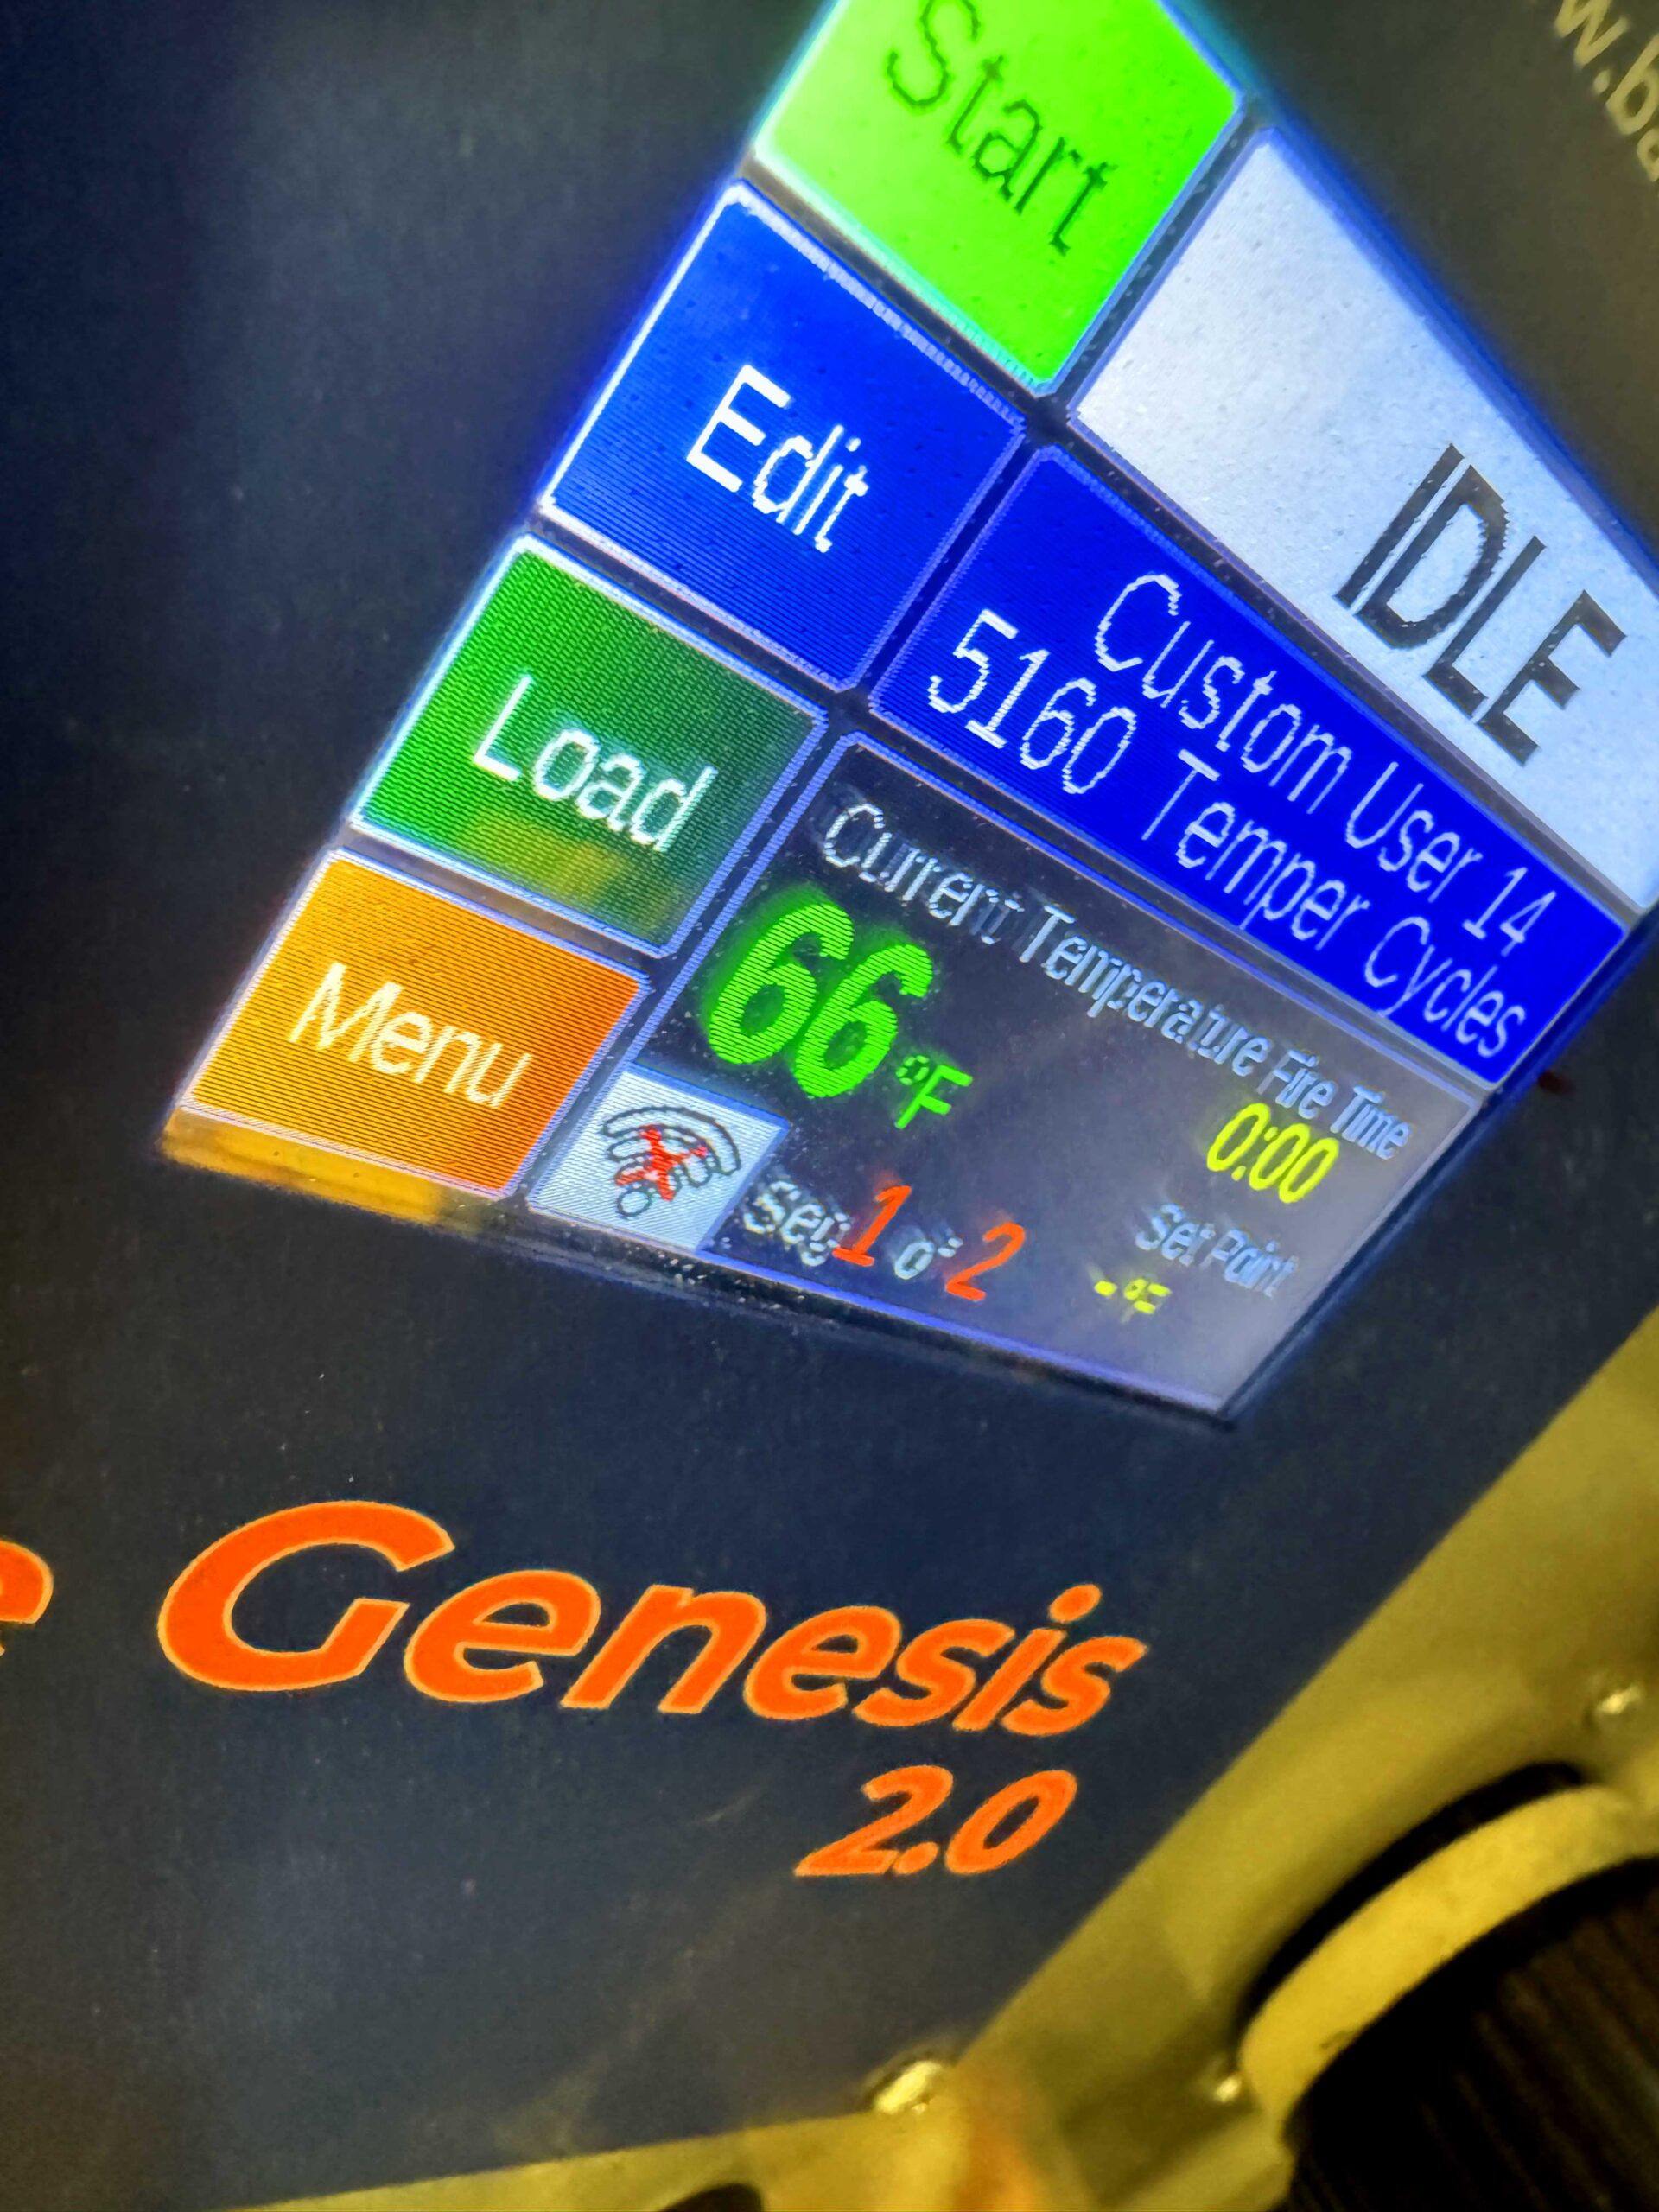 Start
IDLE
Edit
Custom User 14
5160 Temper Cycles
Load
Current Temperature Fire Time
66 °F
0:00
Menu
Seg 1 of 2
Set Point
- °F
Genesis
2.0